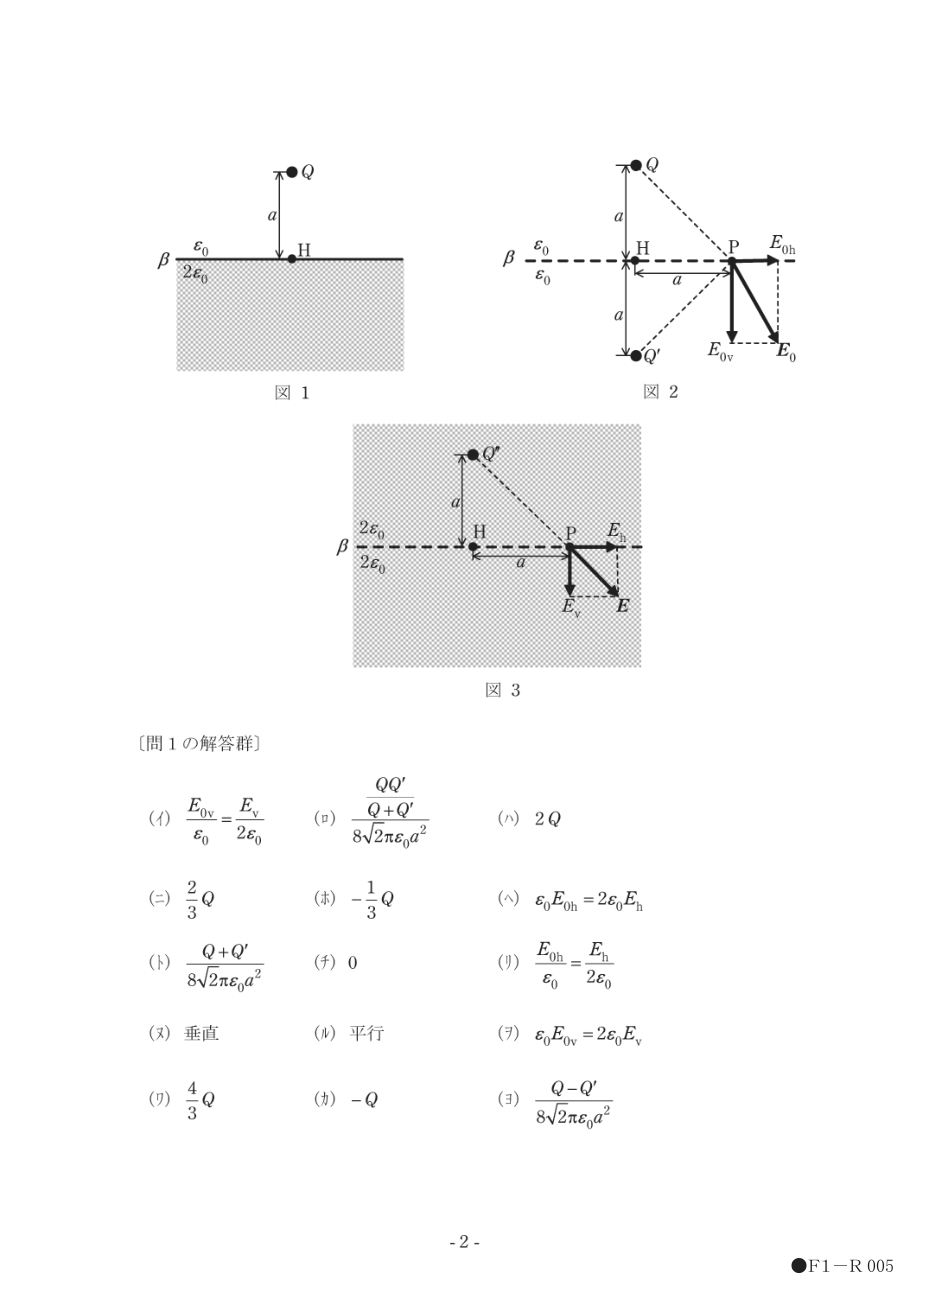 Q
a
β ε₀ H
2ε₀
図 1
Q
a
β ε₀ H P E₀ₕ
ε₀ a
a
Q′ E₀ᵥ E₀
図 2
Q″
a
2ε₀ H P Eₕ
β
2ε₀ a
Eᵥ E
図 3
〔問1の解答群〕
(イ) E₀ᵥ/ε₀ = Eᵥ/2ε₀ (ロ) (QQ′/(Q+Q′))/(8√2πε₀a²) (ハ) 2Q
(ニ) 2/3 Q (ホ) −1/3 Q (ヘ) ε₀E₀ₕ = 2ε₀Eₕ
(ト) (Q+Q′)/(8√2πε₀a²) (チ) 0 (リ) E₀ₕ/ε₀ = Eₕ/2ε₀
(ヌ) 垂直 (ル) 平行 (ヲ) ε₀E₀ᵥ = 2ε₀Eᵥ
(ワ) 4/3 Q (カ) −Q (ヨ) (Q−Q′)/(8√2πε₀a²)
- 2 -
●F1−R 005